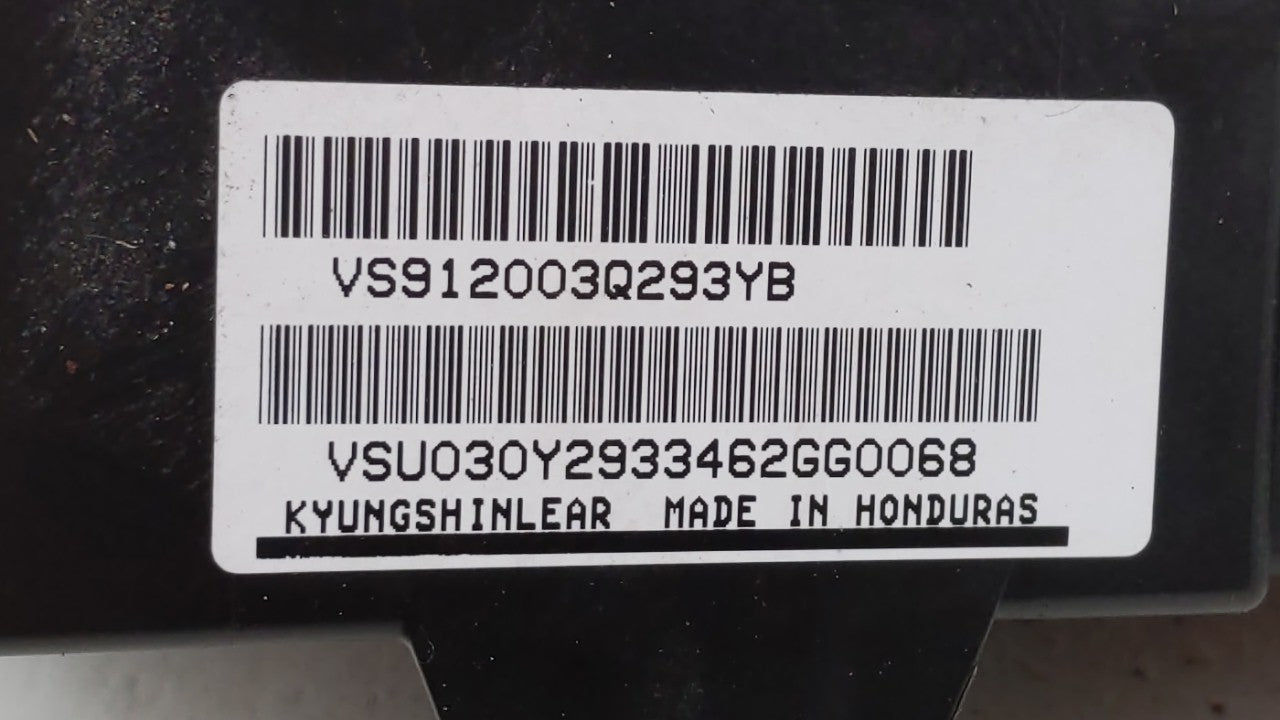 VS912003Q293YB
VSU030Y2933462GG0068
KYUNGSHINLEAR MADE IN HONDURAS